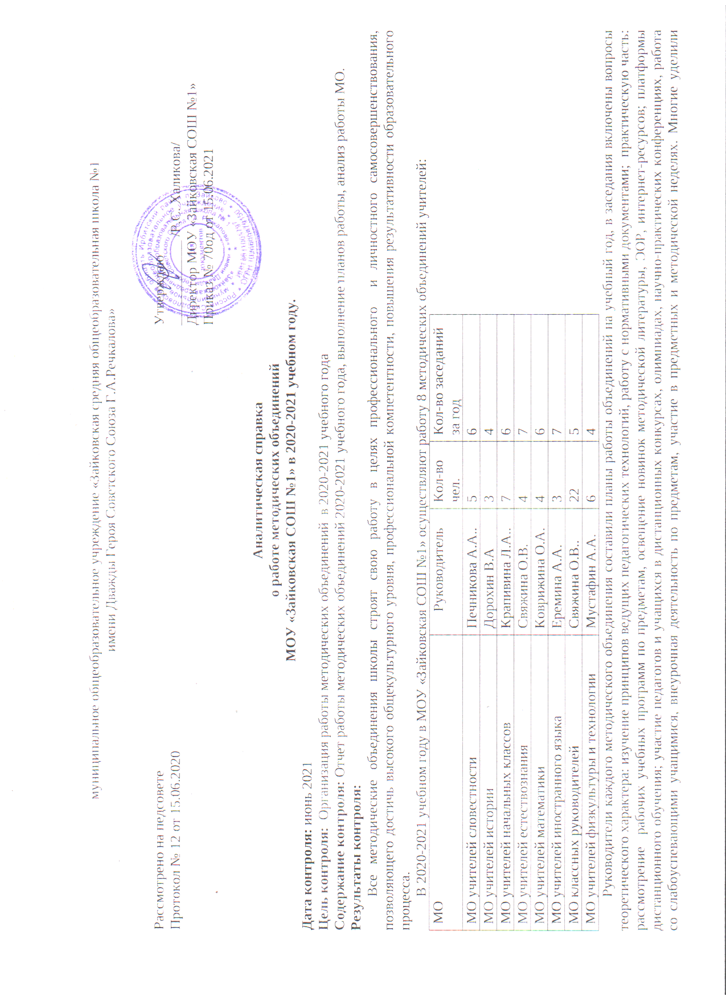 муниципальное общеобразовательное учреждение «Зайковская средняя общеобразовательная школа №1
имени Дважды Героя Советского Союза Г.А.Речкалова»
Рассмотрено на педсовете
Протокол № 12 от 15.06.2020
Утверждаю
/Р.С. Халикова/
Директор МОУ «Зайковская СОШ №1»
Приказ № 70од от 15.06.2021
Аналитическая справка
о работе методических объединений
МОУ «Зайковская СОШ №1» в 2020-2021 учебном году.
Дата контроля: июнь 2021
Цель контроля: Организация работы методических объединений в 2020-2021 учебного года
Содержание контроля: Отчет работы методических объединений 2020-2021 учебного года, выполнение планов работы, анализ работы МО.
Результаты контроля:
Все методические объединения школы строят свою работу в целях профессионального и личностного самосовершенствования,
позволяющего достичь высокого общекультурного уровня, профессиональной компетентности, повышения результативности образовательного
процесса.
В 2020-2021 учебном году в МОУ «Зайковская СОШ №1» осуществляют работу 8 методических объединений учителей:
МО Руководитель Кол-во чел. Кол-во заседаний за год
МО учителей словестности Печникова А.А.. 5 6
МО учителей истории Дорохин В.А 3 4
МО учителей начальных классов Крапивина Л.А.. 7 6
МО учителей естествознания Свяжина О.В. 4 7
МО учителей математики Коврижина О.А. 4 6
МО учителей иностранного языка Еремина А.А. 3 7
МО классных руководителей Свяжина О.В.. 22 5
МО учителей физкультуры и технологии Мустафин А.А. 6 4
Руководители каждого методического объединения составили планы работы объединений на учебный год, в заседания включены вопросы
теоретического характера: изучение принципов ведущих педагогических технологий, работу с нормативными документами; практическую часть:
рассмотрение рабочих учебных программ по предметам, освещение новинок методической литературы, ЭОР, интернет-ресурсов; платформы
дистанционного обучения; участие педагогов и учащихся в дистанционных конкурсах, олимпиадах, научно-практических конференциях, работа
со слабоуспевающими учащимися, внеурочная деятельность по предметам, участие в предметных и методической неделях. Многие уделили